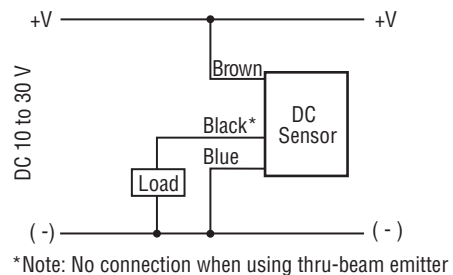 +V +V
Brown
DC 10 to 30 V
DC
Sensor
Black*
Blue
Load
( -) ( - )
*Note: No connection when using thru-beam emitter